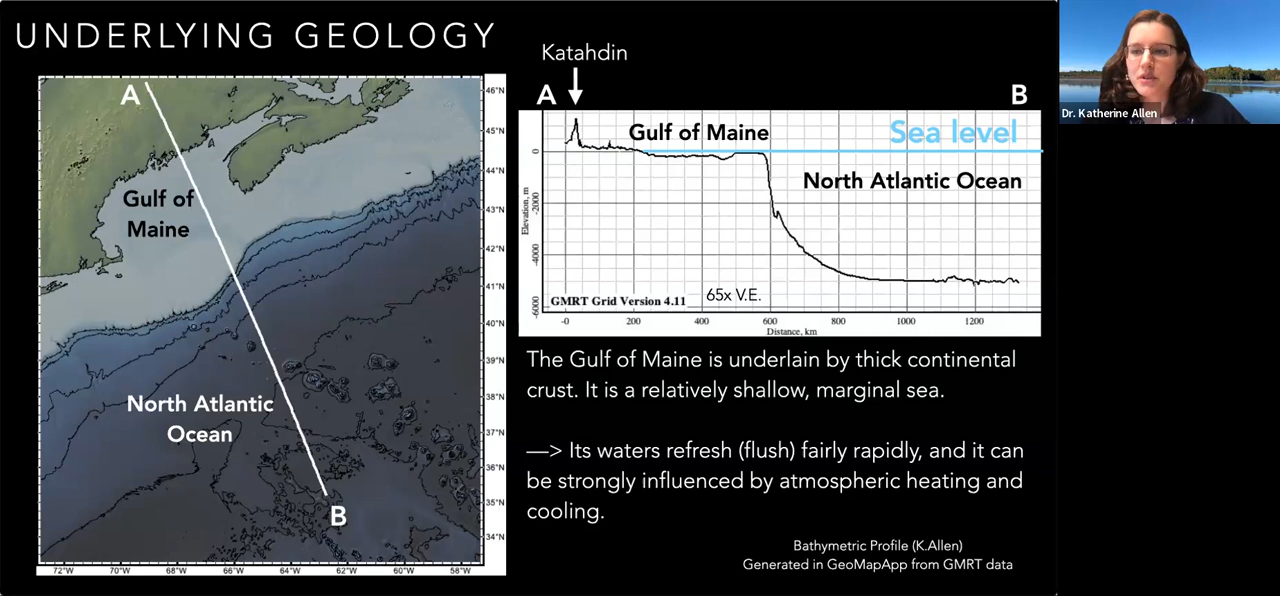 UNDERLYING GEOLOGY
A
Gulf of
Maine
North Atlantic
Ocean
B
46°N
45°N
44°N
43°N
42°N
41°N
40°N
39°N
38°N
37°N
36°N
35°N
34°N
72°W
70°W
68°W
66°W
64°W
62°W
60°W
58°W
Katahdin
A
B
Gulf of Maine
Sea level
North Atlantic Ocean
Elevation, m
0
-2000
-4000
-6000
GMRT Grid Version 4.11
65x V.E.
-0
200
400
600
800
1000
1200
Distance, km
The Gulf of Maine is underlain by thick continental
crust. It is a relatively shallow, marginal sea.
—> Its waters refresh (flush) fairly rapidly, and it can
be strongly influenced by atmospheric heating and
cooling.
Bathymetric Profile (K.Allen)
Generated in GeoMapApp from GMRT data
Dr. Katherine Allen